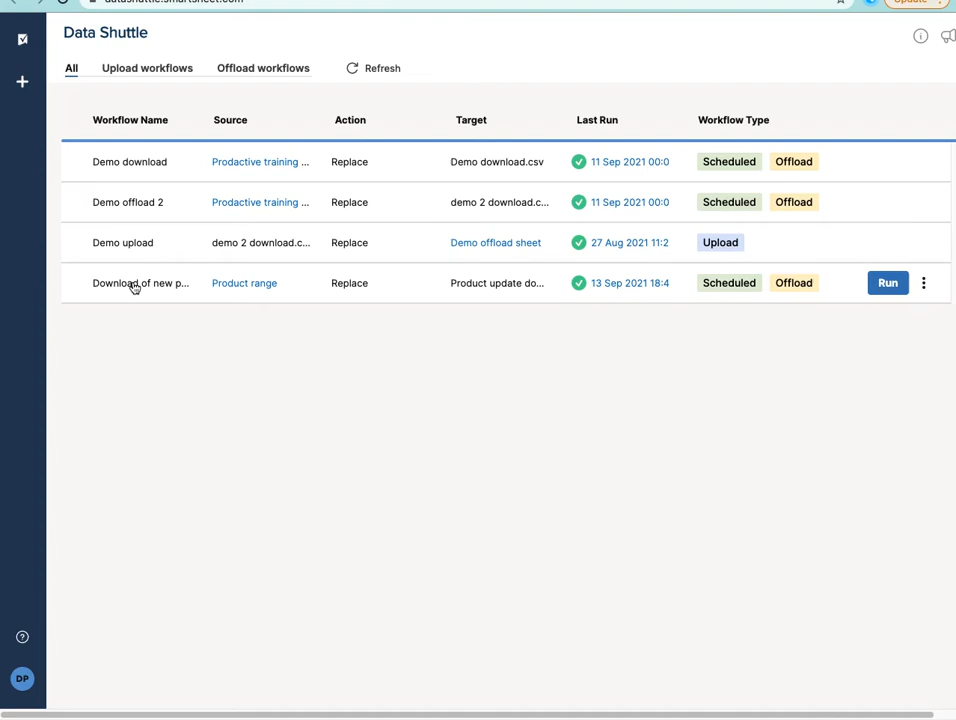 datashuttle.smartsheet.com
Update
Data Shuttle
All Upload workflows Offload workflows Refresh
Workflow Name Source Action Target Last Run Workflow Type
Demo download Prodactive training ... Replace Demo download.csv 11 Sep 2021 00:0 Scheduled Offload
Demo offload 2 Prodactive training ... Replace demo 2 download.c... 11 Sep 2021 00:0 Scheduled Offload
Demo upload demo 2 download.c... Replace Demo offload sheet 27 Aug 2021 11:2 Upload
Download of new p... Product range Replace Product update do... 13 Sep 2021 18:4 Scheduled Offload Run
DP